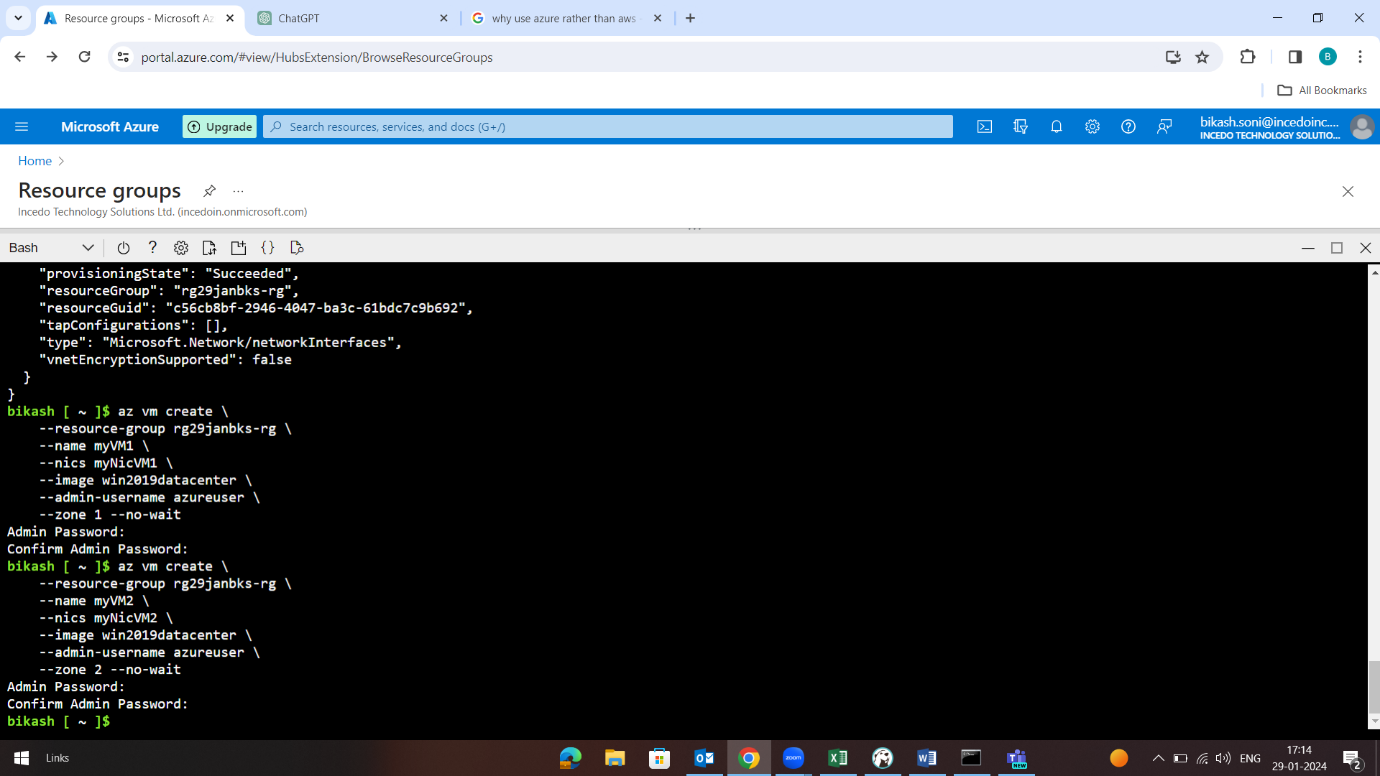 Resource groups - Microsoft Az
ChatGPT
why use azure rather than aws
portal.azure.com/#view/HubsExtension/BrowseResourceGroups
B
All Bookmarks
Microsoft Azure
Upgrade
Search resources, services, and docs (G+/)
bikash.soni@incedoinc....
INCEDO TECHNOLOGY SOLUTIO...
Home >
Resource groups
...
Incedo Technology Solutions Ltd. (incedoin.onmicrosoft.com)
Bash
    "provisioningState": "Succeeded",
    "resourceGroup": "rg29janbks-rg",
    "resourceGuid": "c56cb8bf-2946-4047-ba3c-61bdc7c9b692",
    "tapConfigurations": [],
    "type": "Microsoft.Network/networkInterfaces",
    "vnetEncryptionSupported": false
  }
}
bikash [ ~ ]$ az vm create \
    --resource-group rg29janbks-rg \
    --name myVM1 \
    --nics myNicVM1 \
    --image win2019datacenter \
    --admin-username azureuser \
    --zone 1 --no-wait
Admin Password:
Confirm Admin Password:
bikash [ ~ ]$ az vm create \
    --resource-group rg29janbks-rg \
    --name myVM2 \
    --nics myNicVM2 \
    --image win2019datacenter \
    --admin-username azureuser \
    --zone 2 --no-wait
Admin Password:
Confirm Admin Password:
bikash [ ~ ]$
Links
zoom
NEW
ENG
17:14
29-01-2024
2